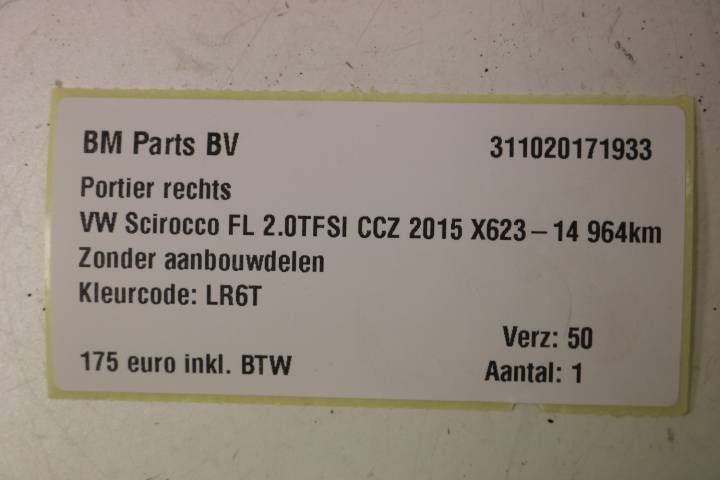 BM Parts BV 311020171933
Portier rechts
VW Scirocco FL 2.0TFSI CCZ 2015 X623 – 14 964km
Zonder aanbouwdelen
Kleurcode: LR6T
Verz: 50
175 euro inkl. BTW Aantal: 1